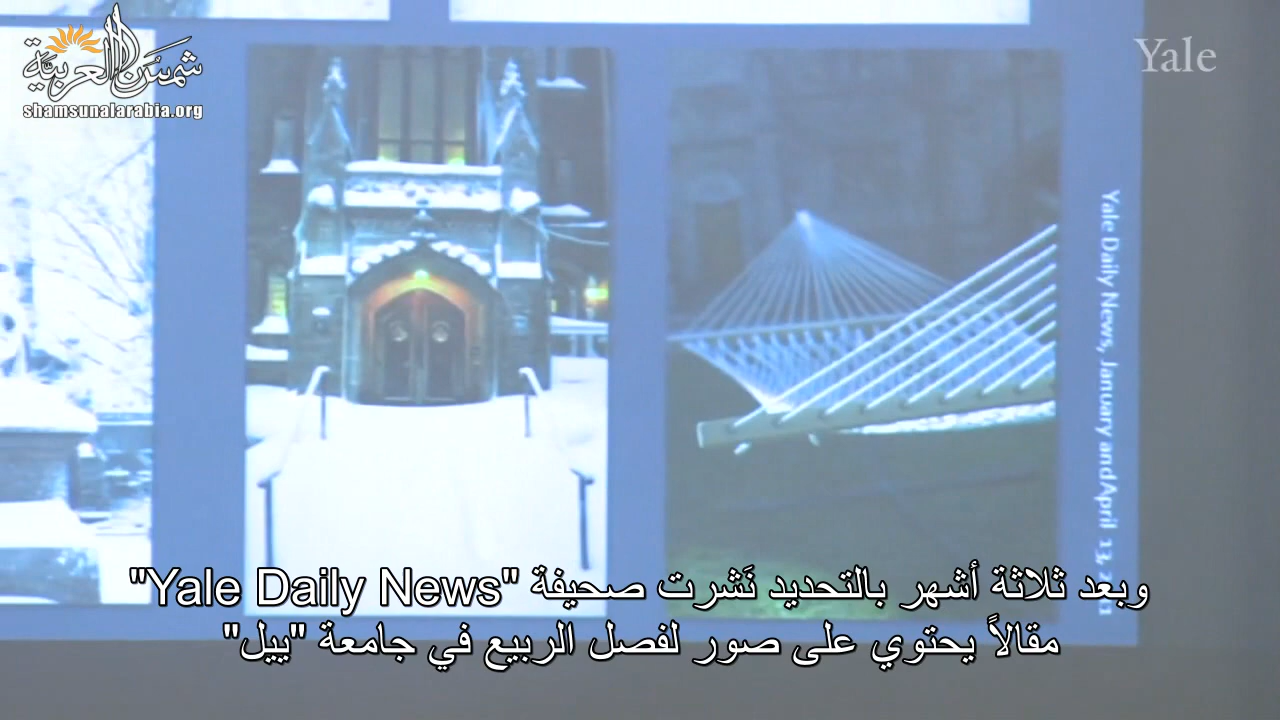 شمس العربية
shamsunalarabia.org
Yale
Yale Daily News, January and April 13,
وبعد ثلاثة أشهر بالتحديد نَشرت صحيفة "Yale Daily News"
مقالاً يحتوي على صور لفصل الربيع في جامعة "ييل"